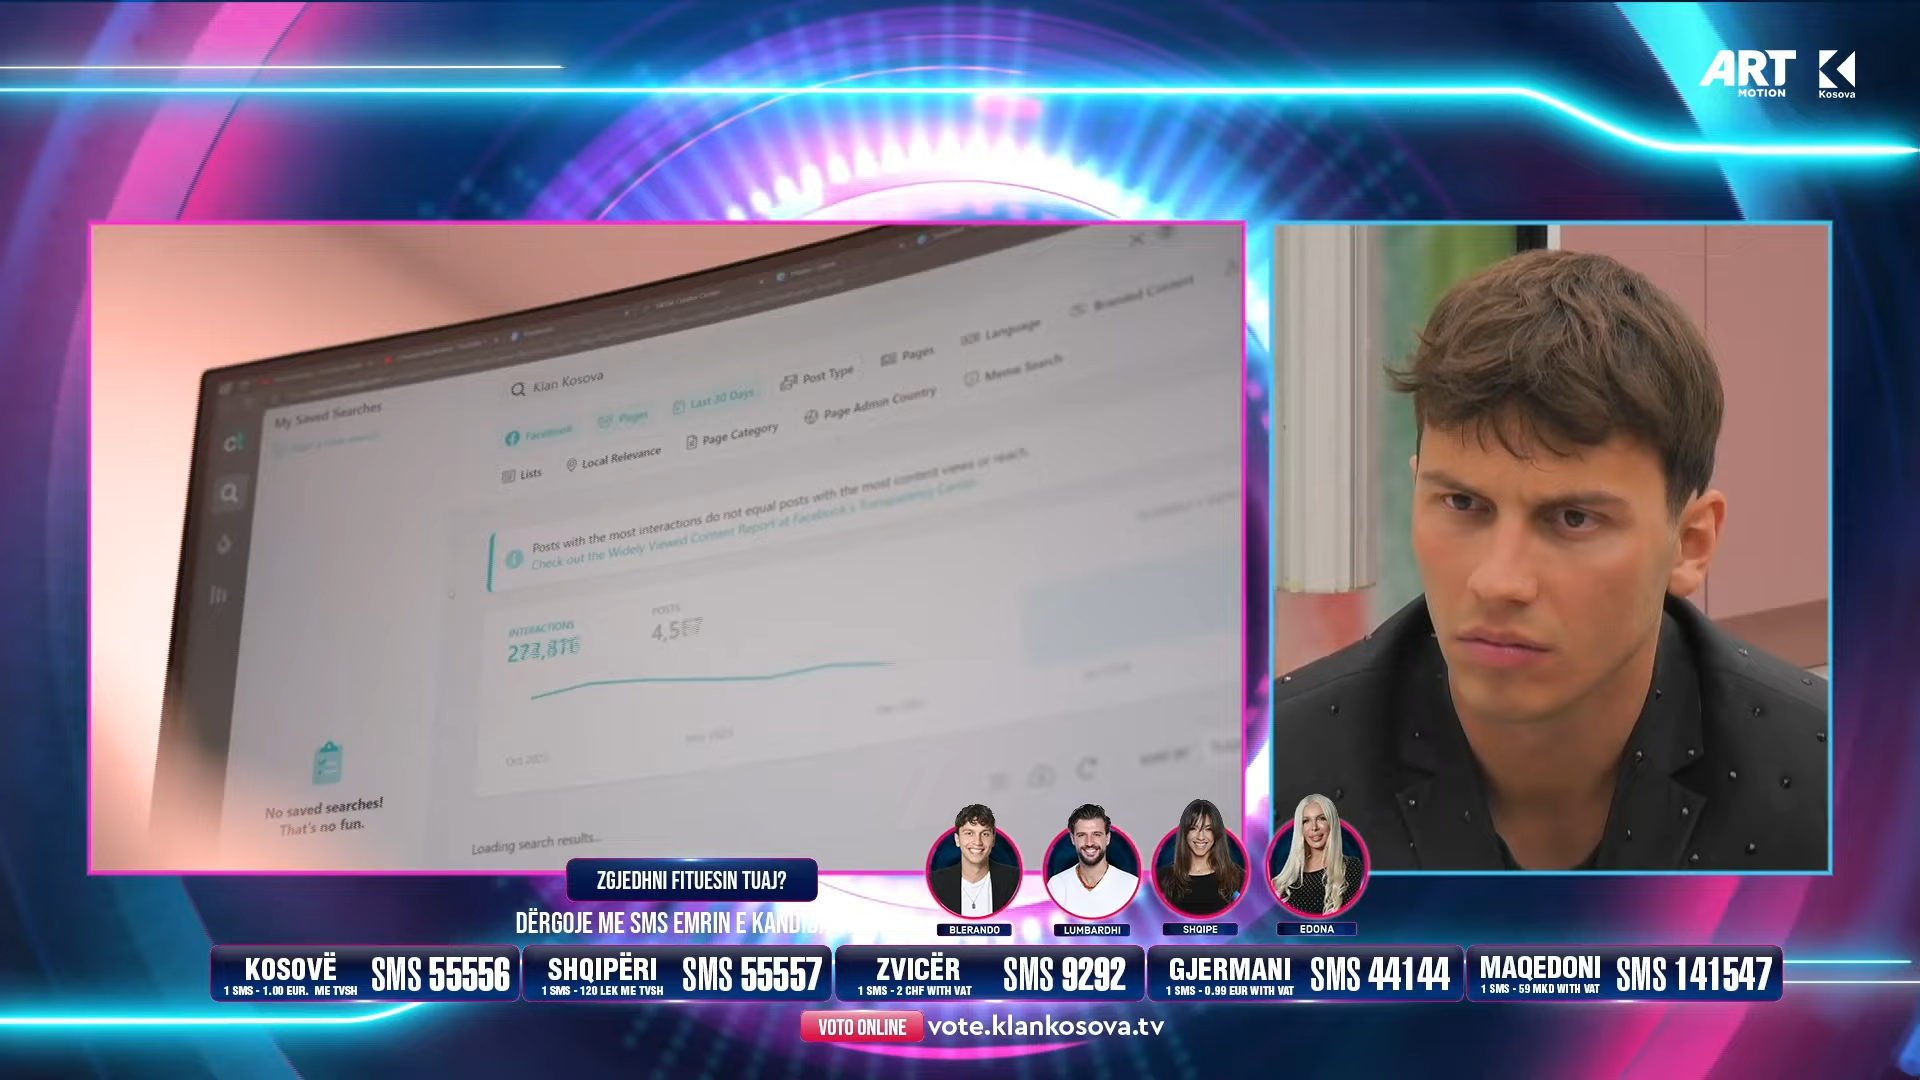 ART
MOTION
Kosova
My Saved Searches
Klan Kosova
Facebook
Pages
Last 30 Days
Post Type
Pages
Language
Branded Content
Lists
Local Relevance
Page Category
Page Admin Country
Meme Search
Posts with the most interactions do not equal posts with the most content views or reach.
Check out the Widely Viewed Content Report at Facebook's Transparency Center.
INTERACTIONS
POSTS
No saved searches!
That's no fun.
Loading search results...
ZGJEDHNI FITUESIN TUAJ?
DËRGOJE ME SMS EMRIN E
BLERANDO
LUMBARDHI
SHQIPE
EDONA
KOSOVË SMS 55556
1 SMS - 1.00 EUR. ME TVSH
SHQIPËRI SMS 55557
1 SMS - 120 LEK ME TVSH
ZVICËR SMS 9292
1 SMS - 2 CHF WITH VAT
GJERMANI SMS 44144
1 SMS - 0.99 EUR WITH VAT
MAQEDONI SMS 141547
1 SMS - 59 MKD WITH VAT
VOTO ONLINE vote.klankosova.tv